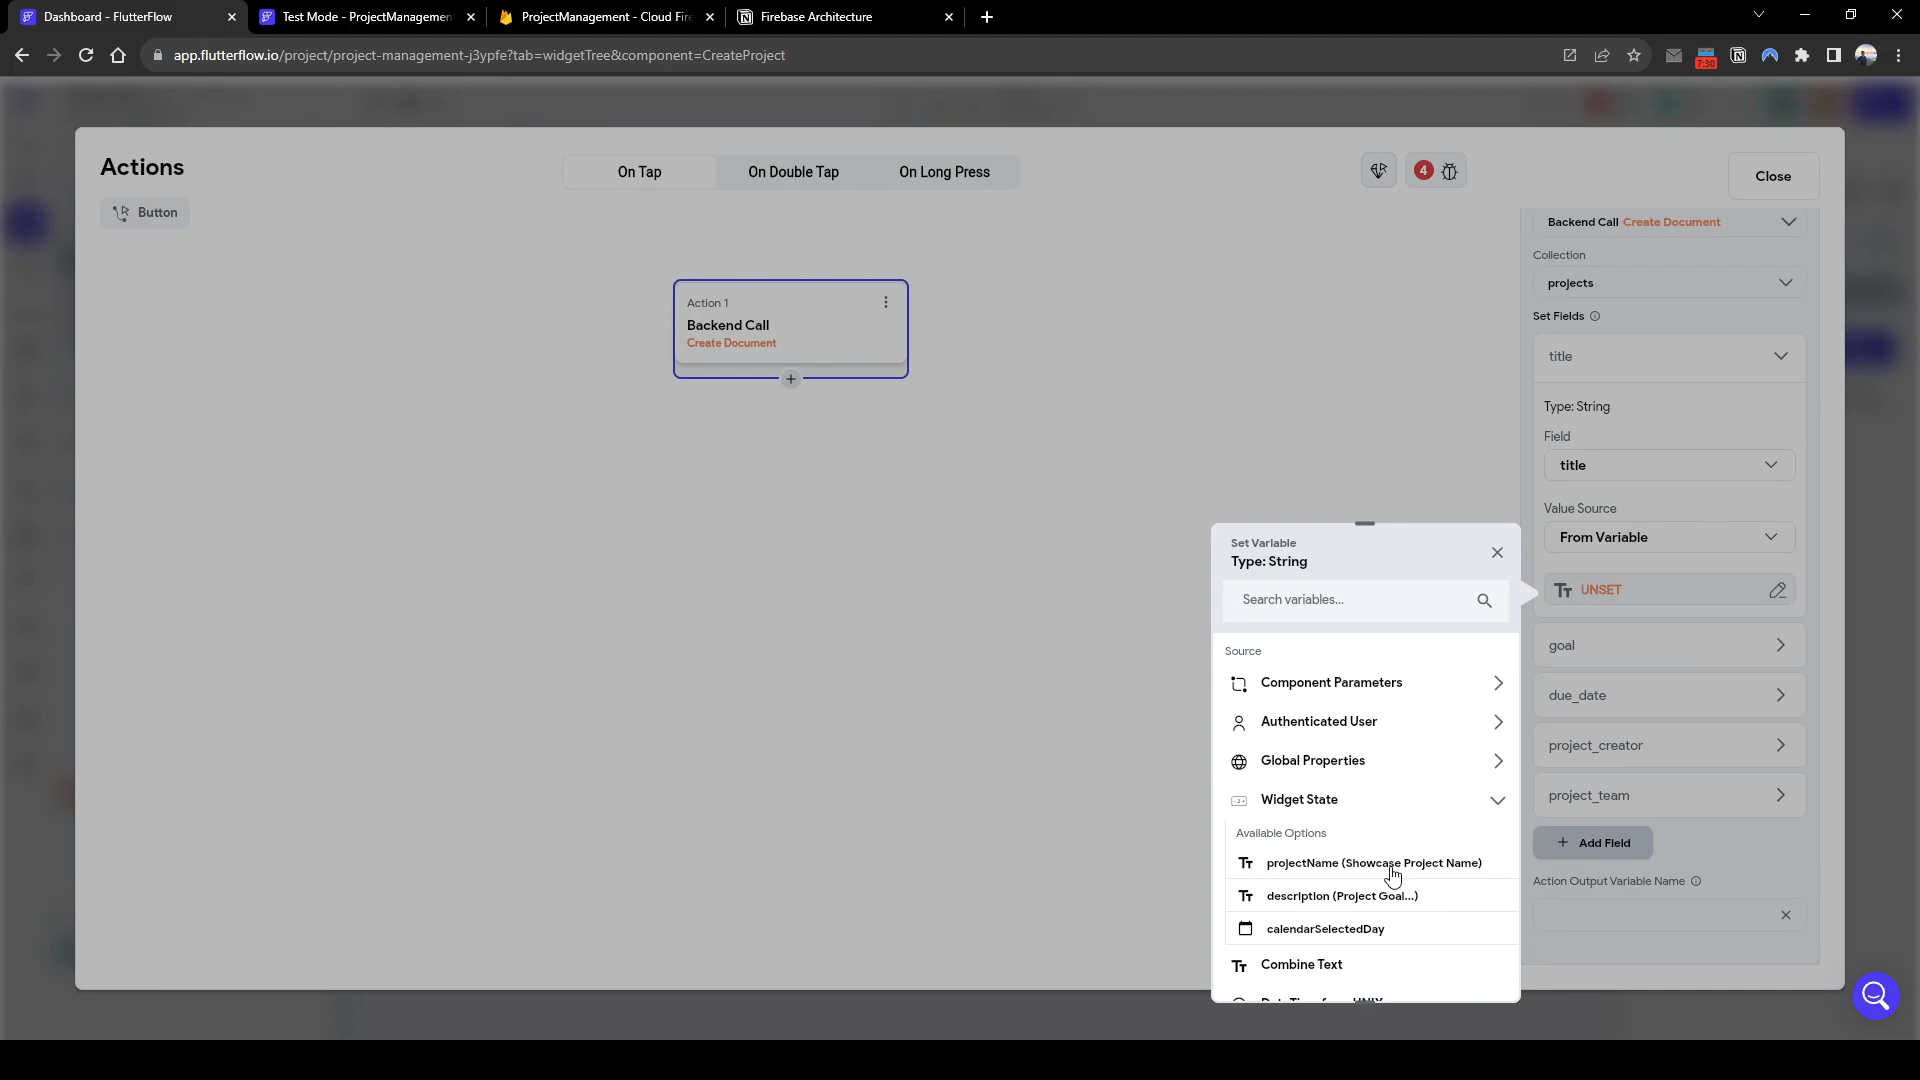 Dashboard - FlutterFlow
Test Mode - ProjectManagement
ProjectManagement - Cloud Fire
Firebase Architecture
app.flutterflow.io/project/project-management-j3ypfe?tab=widgetTree&component=CreateProject
7:30
Actions
On Tap
On Double Tap
On Long Press
4
Close
Button
Backend Call Create Document
Collection
projects
Action 1
Backend Call
Create Document
Set Fields
title
Type: String
Field
title
Value Source
From Variable
UNSET
Set Variable
Type: String
Search variables...
Source
Component Parameters
Authenticated User
Global Properties
Widget State
Available Options
projectName (Showcase Project Name)
description (Project Goal...)
calendarSelectedDay
Combine Text
goal
due_date
project_creator
project_team
+ Add Field
Action Output Variable Name